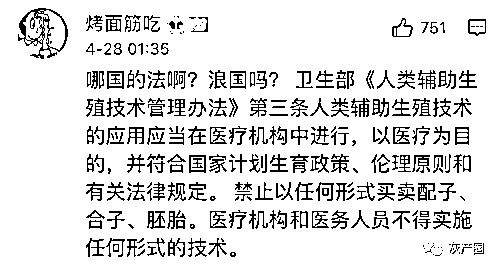 烤面筋吃
751
4-28 01:35
哪国的法啊？浪国吗？ 卫生部《人类辅助生
殖技术管理办法》第三条人类辅助生殖技术
的应用应当在医疗机构中进行，以医疗为目
的，并符合国家计划生育政策、伦理原则和
有关法律规定。 禁止以任何形式买卖配子、
合子、胚胎。医疗机构和医务人员不得实施
任何形式的技术。
灰产圈